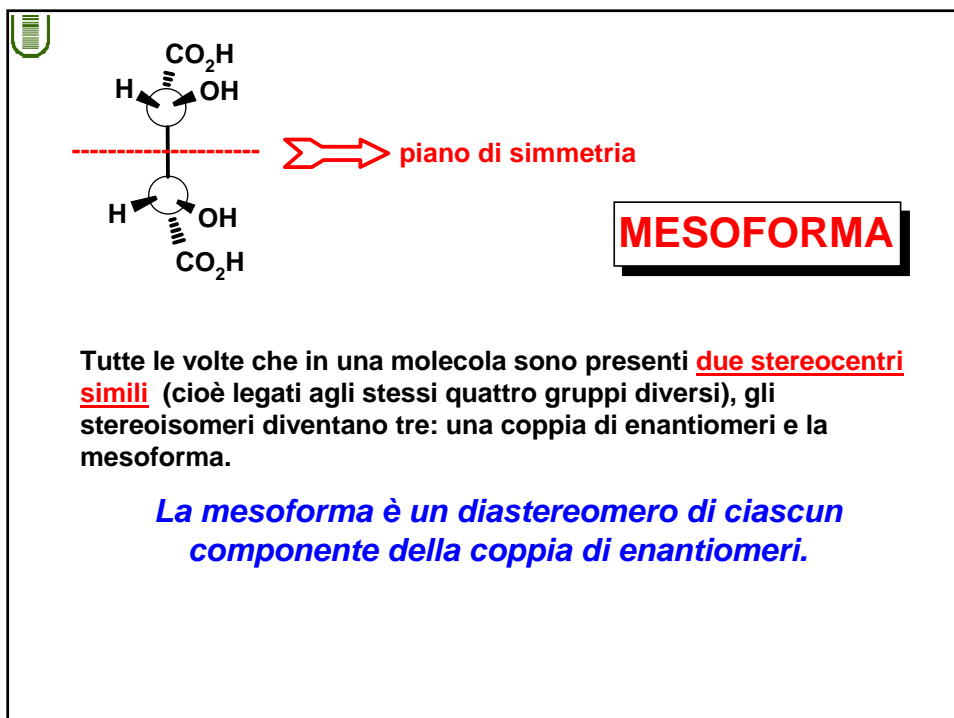 CO2H
H OH
piano di simmetria
H OH
CO2H
MESOFORMA
Tutte le volte che in una molecola sono presenti due stereocentri
simili (cioè legati agli stessi quattro gruppi diversi), gli
stereoisomeri diventano tre: una coppia di enantiomeri e la
mesoforma.
La mesoforma è un diastereomero di ciascun
componente della coppia di enantiomeri.